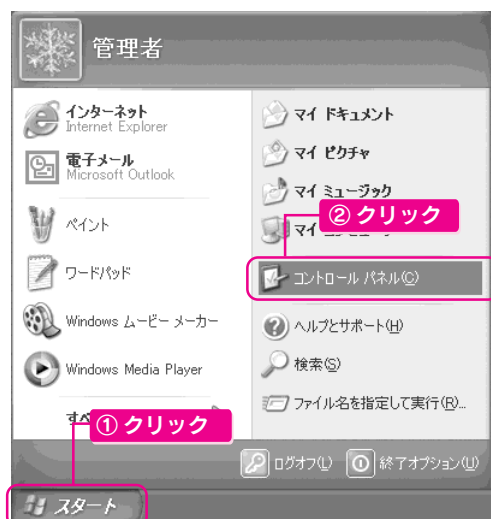 管理者
インターネット
Internet Explorer
電子メール
Microsoft Outlook
ペイント
ワードパッド
Windows ムービー メーカー
Windows Media Player
すべ
① クリック
マイ ドキュメント
マイ ピクチャ
マイ ミュージック
② クリック
マイ
コントロール パネル(C)
ヘルプとサポート(H)
検索(S)
ファイル名を指定して実行(R)...
ログオフ(L)
終了オプション(U)
スタート